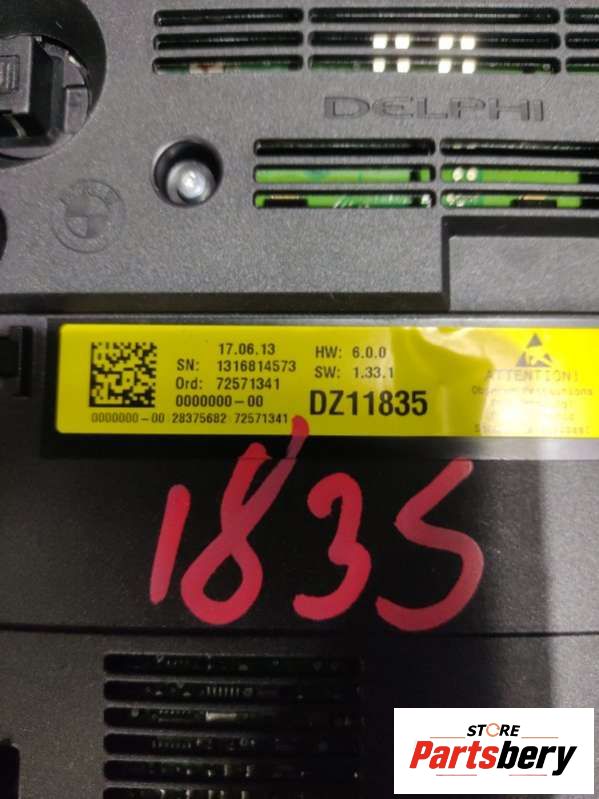 DELPHI
17.06.13
SN: 1316814573
Ord: 72571341
0000000-00
0000000-00 28375682 72571341
HW: 6.0.0
SW: 1.33.1
DZ11835
ATTENTION!
1835
STORE
Partsbery